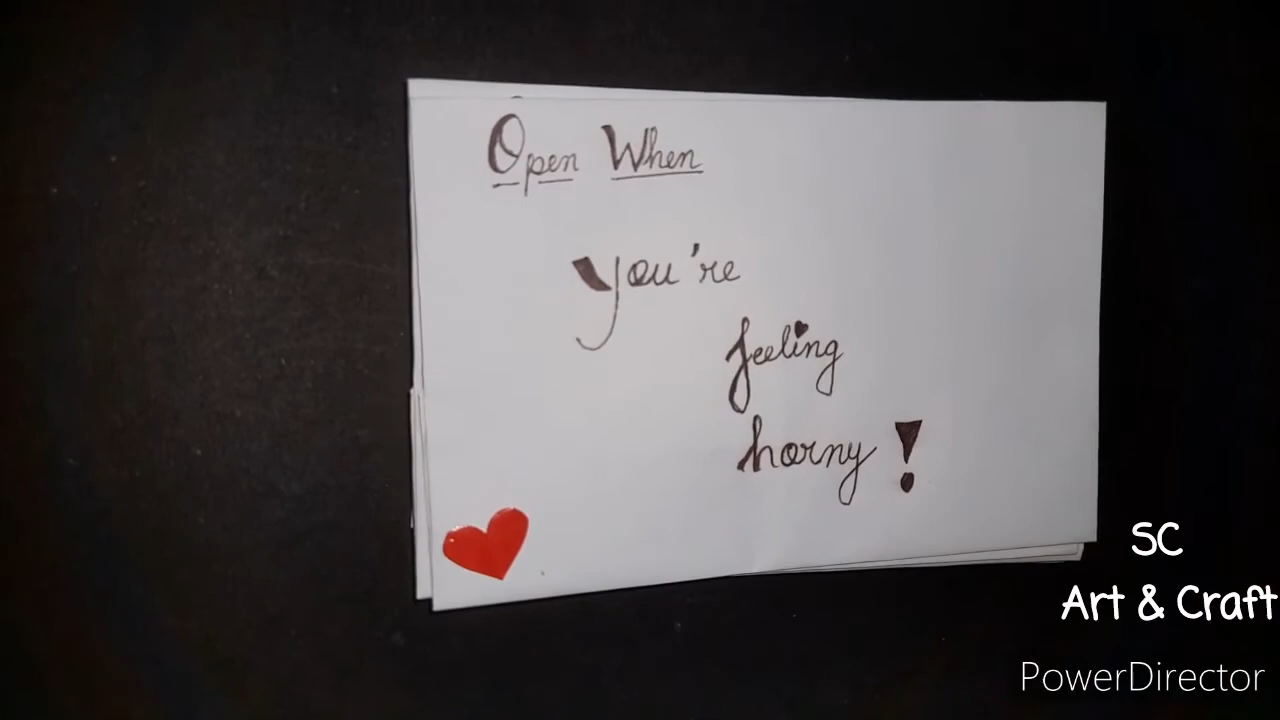 Open When
you're
feeling
horny!
SC
Art & Craft
PowerDirector